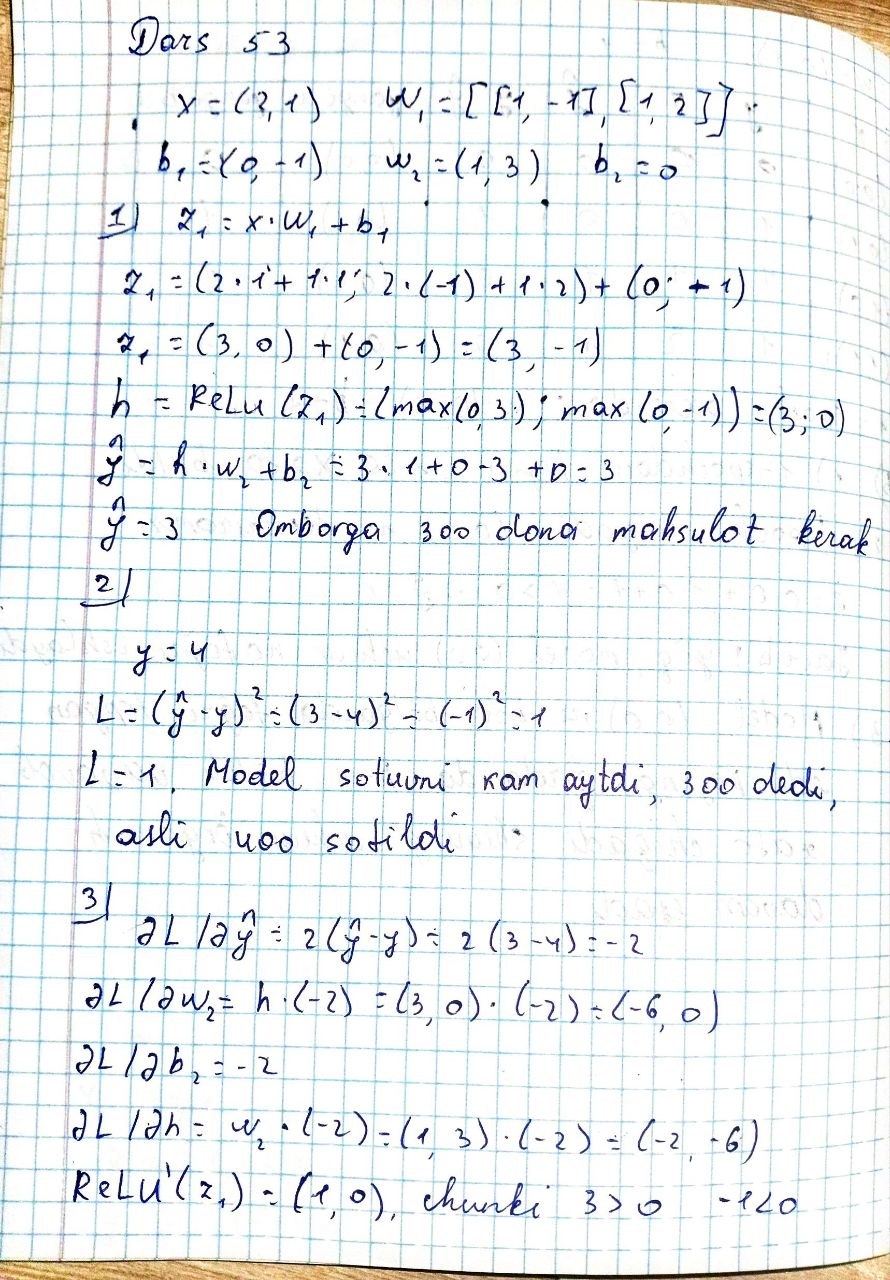 Dars 53
x = (2,1) W₁ = [[1, -1], [1, 2]]
b₁ = (0, -1) w₂ = (1, 3) b₂ = 0
1) z₁ = x·W₁ + b₁
z₁ = (2·1 + 1·1; 2·(-1) + 1·2) + (0; -1)
z₁ = (3, 0) + (0, -1) = (3, -1)
h = ReLu(z₁) = (max(0,3); max(0,-1)) = (3; 0)
ŷ = h·w₂ + b₂ = 3·1 + 0·3 + 0 = 3
ŷ = 3 Omborga 300 dona mahsulot kerak
2)
y = 4
L = (ŷ - y)² = (3 - 4)² = (-1)² = 1
L = 1. Model sotuvni kam aytdi, 300 dedi,
asli 400 sotildi
3)
∂L/∂ŷ = 2(ŷ - y) = 2(3 - 4) = -2
∂L/∂w₂ = h·(-2) = (3, 0)·(-2) = (-6, 0)
∂L/∂b₂ = -2
∂L/∂h = w₂·(-2) = (1, 3)·(-2) = (-2, -6)
ReLU'(z₁) = (1, 0), chunki 3 > 0 -1 < 0